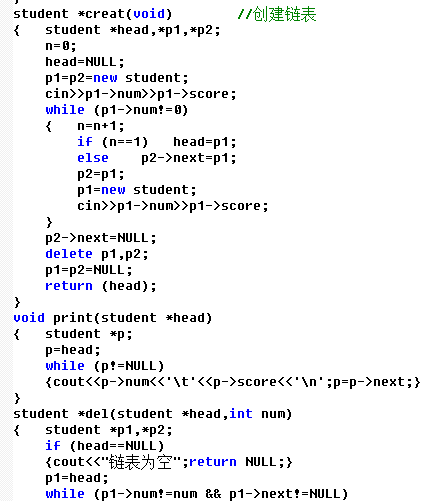 student *creat(void)        //创建链表
{   student *head,*p1,*p2;
    n=0;
    head=NULL;
    p1=p2=new student;
    cin>>p1->num>>p1->score;
    while (p1->num!=0)
    {   n=n+1;
        if (n==1)   head=p1;
        else    p2->next=p1;
        p2=p1;
        p1=new student;
        cin>>p1->num>>p1->score;
    }
    p2->next=NULL;
    delete p1,p2;
    p1=p2=NULL;
    return (head);
}
void print(student *head)
{   student *p;
    p=head;
    while (p!=NULL)
    {cout<<p->num<<'\t'<<p->score<<'\n';p=p->next;}
}
student *del(student *head,int num)
{   student *p1,*p2;
    if (head==NULL)
    {cout<<"链表为空";return NULL;}
    p1=head;
    while (p1->num!=num && p1->next!=NULL)